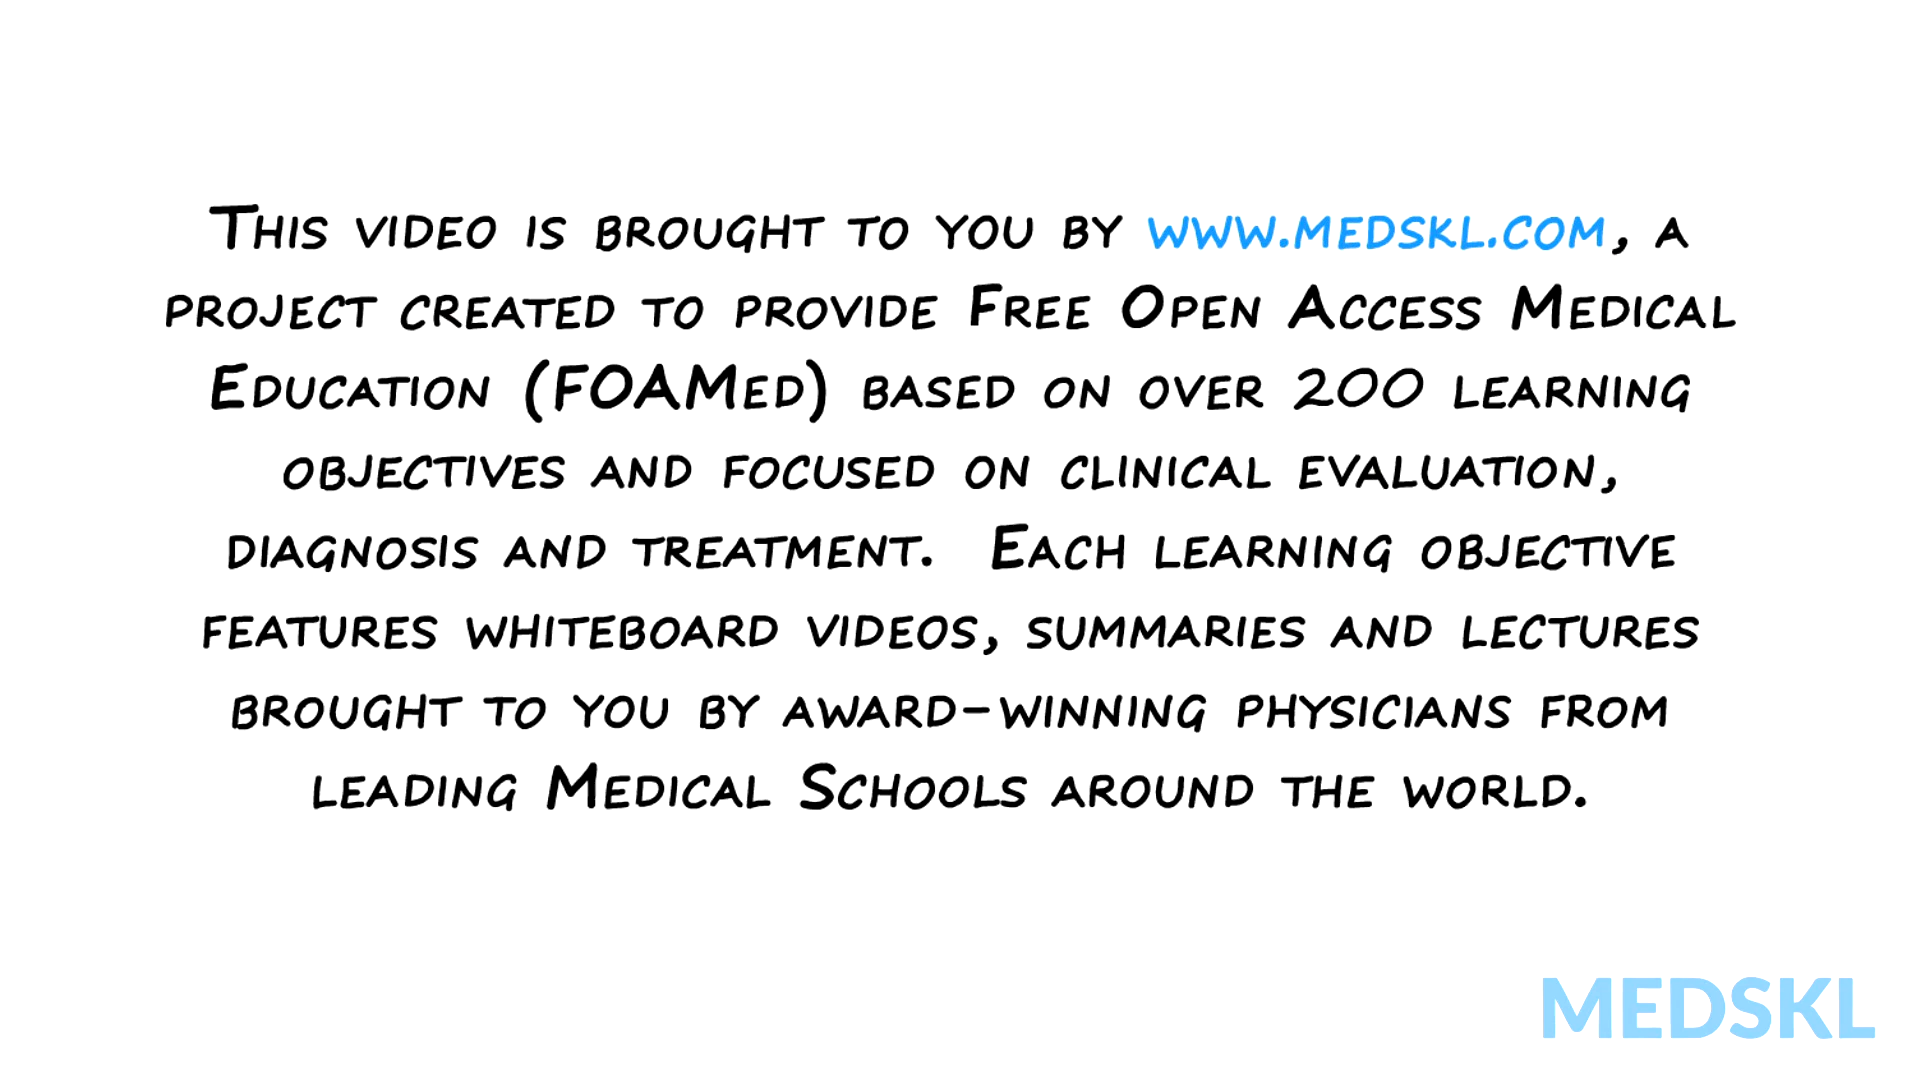 This video is brought to you by www.medskl.com, a
project created to provide Free Open Access Medical
Education (FOAMed) based on over 200 learning
objectives and focused on clinical evaluation,
diagnosis and treatment.  Each learning objective
features whiteboard videos, summaries and lectures
brought to you by award-winning physicians from
leading Medical Schools around the world.
MEDSKL